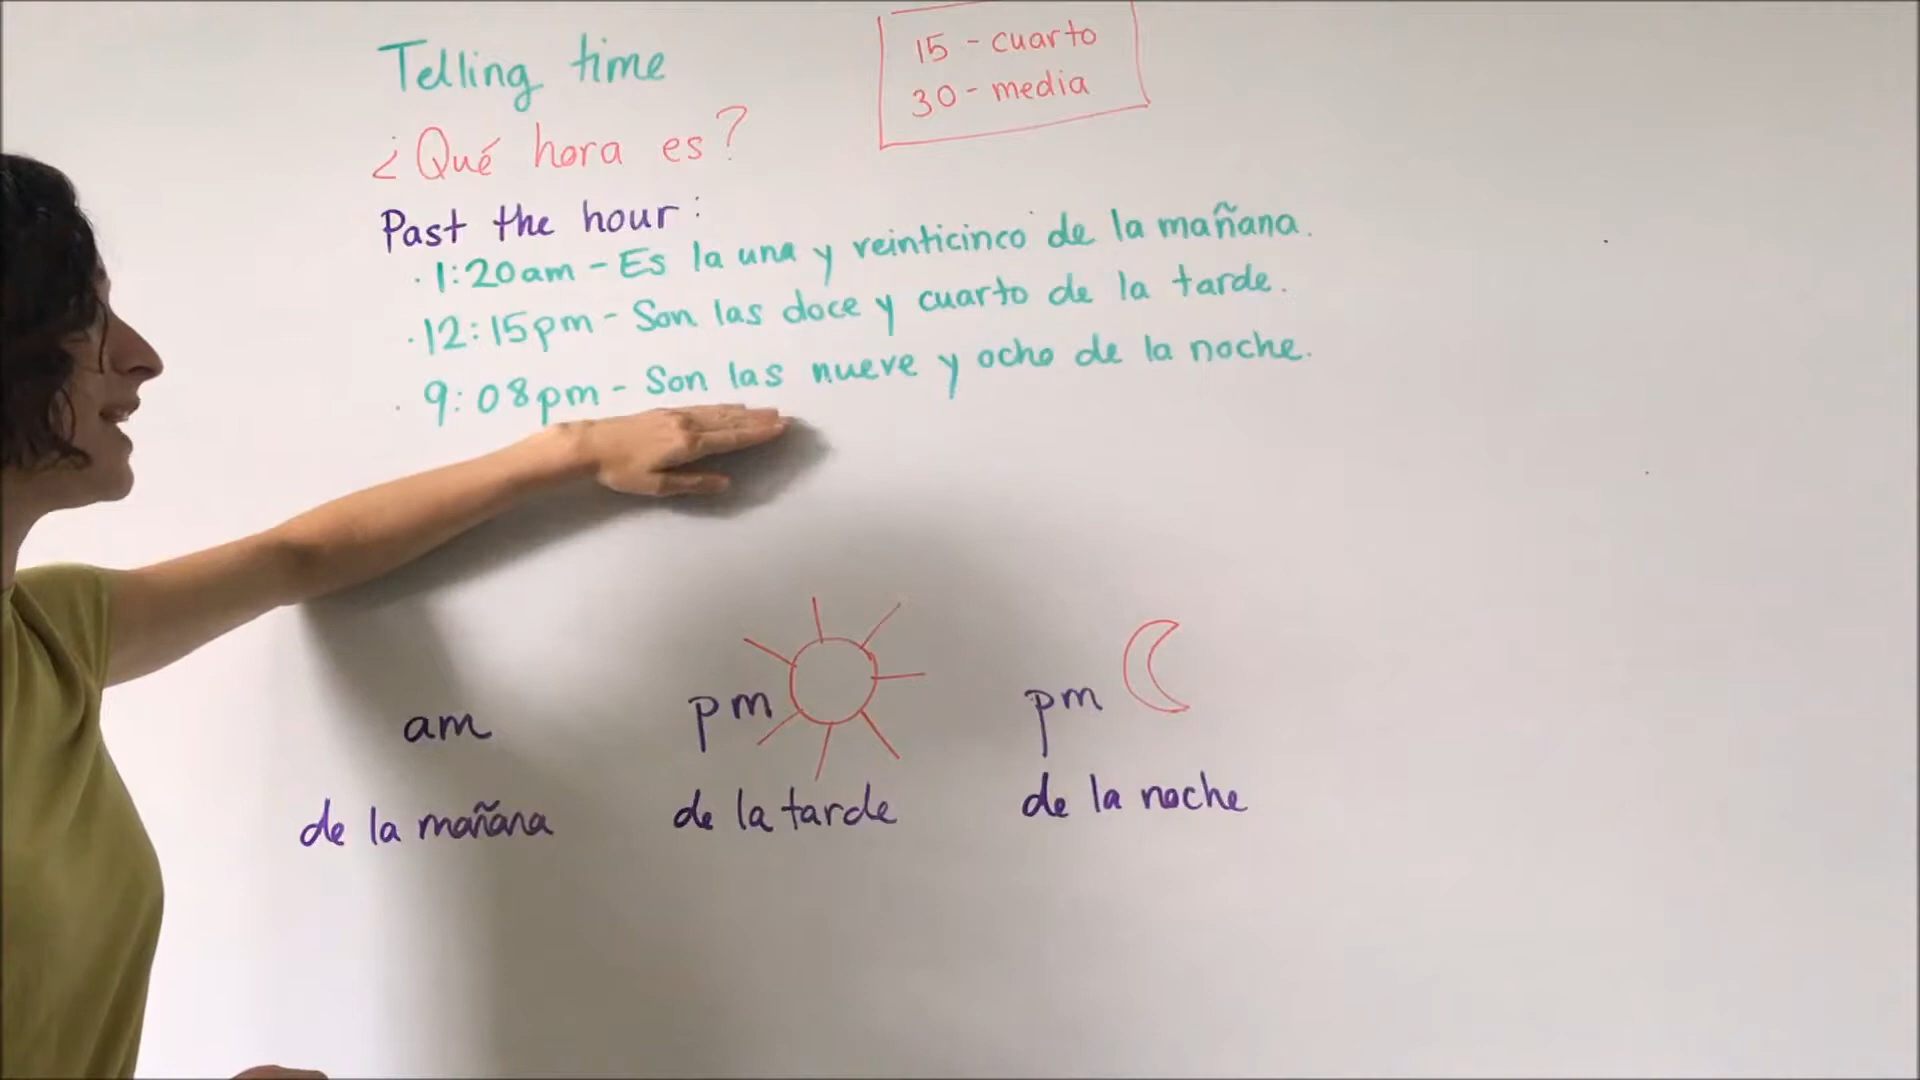 Telling time
15 - cuarto
30 - media
¿Qué hora es?
Past the hour:
· 1:20am - Es la una y reinticinco de la mañana.
· 12:15pm - Son las doce y cuarto de la tarde.
· 9:08pm - Son las nueve y ocho de la noche.
am
pm
pm
de la mañana
de la tarde
de la noche